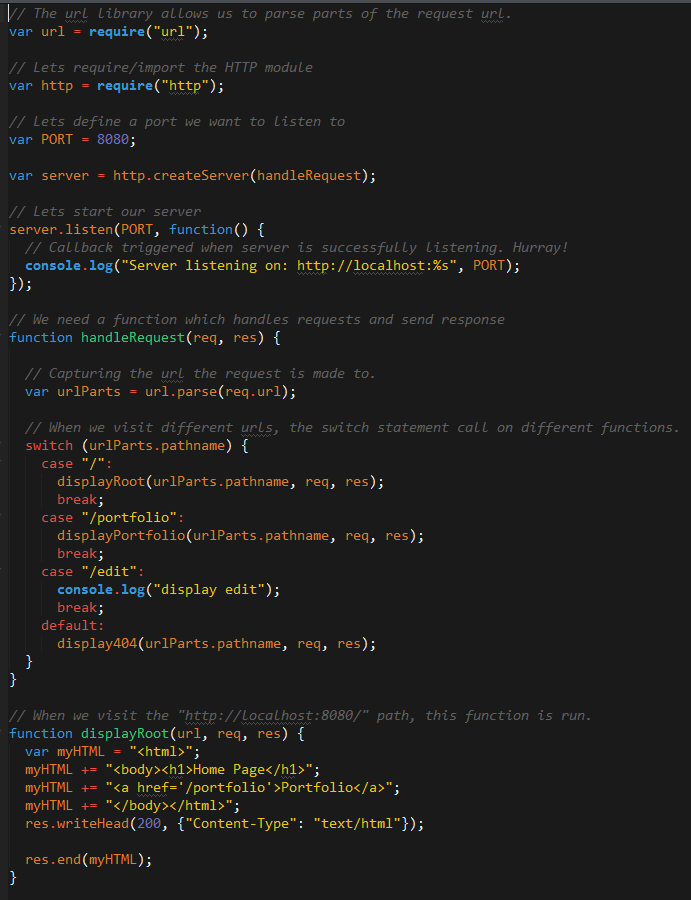 // The url library allows us to parse parts of the request url.
var url = require("url");

// Lets require/import the HTTP module
var http = require("http");

// Lets define a port we want to listen to
var PORT = 8080;

var server = http.createServer(handleRequest);

// Lets start our server
server.listen(PORT, function() {
  // Callback triggered when server is successfully listening. Hurray!
  console.log("Server listening on: http://localhost:%s", PORT);
});

// We need a function which handles requests and send response
function handleRequest(req, res) {

  // Capturing the url the request is made to.
  var urlParts = url.parse(req.url);

  // When we visit different urls, the switch statement call on different functions.
  switch (urlParts.pathname) {
    case "/":
      displayRoot(urlParts.pathname, req, res);
      break;
    case "/portfolio":
      displayPortfolio(urlParts.pathname, req, res);
      break;
    case "/edit":
      console.log("display edit");
      break;
    default:
      display404(urlParts.pathname, req, res);
  }
}

// When we visit the "http://localhost:8080/" path, this function is run.
function displayRoot(url, req, res) {
  var myHTML = "<html>";
  myHTML += "<body><h1>Home Page</h1>";
  myHTML += "<a href='/portfolio'>Portfolio</a>";
  myHTML += "</body></html>";
  res.writeHead(200, {"Content-Type": "text/html"});

  res.end(myHTML);
}